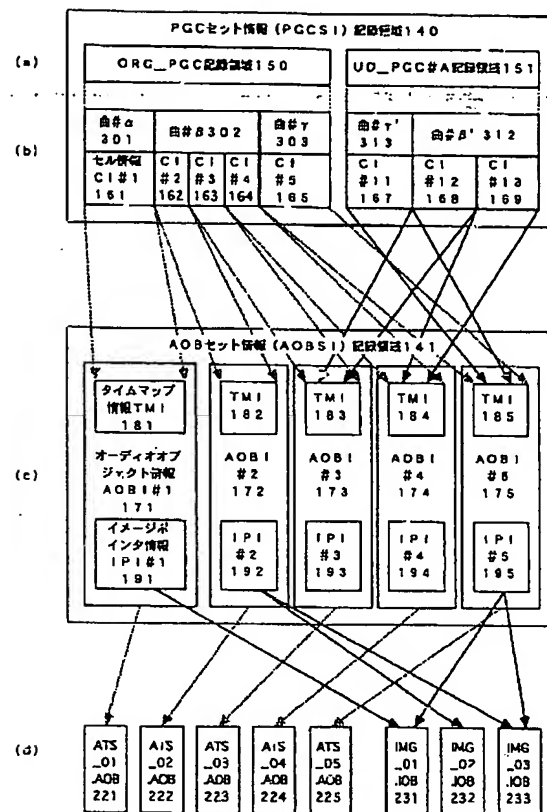 PGCセット情報(PGCSI)記録領域140
(a)
ORG_PGC記録領域150
UD_PGC#A記録領域151
(b)
曲#α
301
曲#β302
曲#γ
303
曲#γ'
313
曲#β'312
セル情報
CI#1
161
CI
#2
162
CI
#3
163
CI
#4
164
CI
#5
165
CI
#11
167
CI
#12
168
CI
#13
169
AOBセット情報(AOBSI)記録領域141
(c)
タイムマップ
情報TMI
181
オーディオオブ
ジェクト情報
AOBI#1
171
イメージポ
インタ情報
IPI#1
191
TMI
182
AOBI
#2
172
IPI
#2
192
TMI
183
AOBI
#3
173
IPI
#3
193
TMI
184
AOBI
#4
174
IPI
#4
194
TMI
185
AOBI
#5
175
IPI
#5
195
(d)
ATS
_01
.AOB
221
ATS
_02
.AOB
222
ATS
_03
.AOB
223
ATS
_04
.AOB
224
ATS
_05
.AOB
225
IMG
_01
.IOB
231
IMG
_02
.IOB
232
IMG
_03
.IOB
233